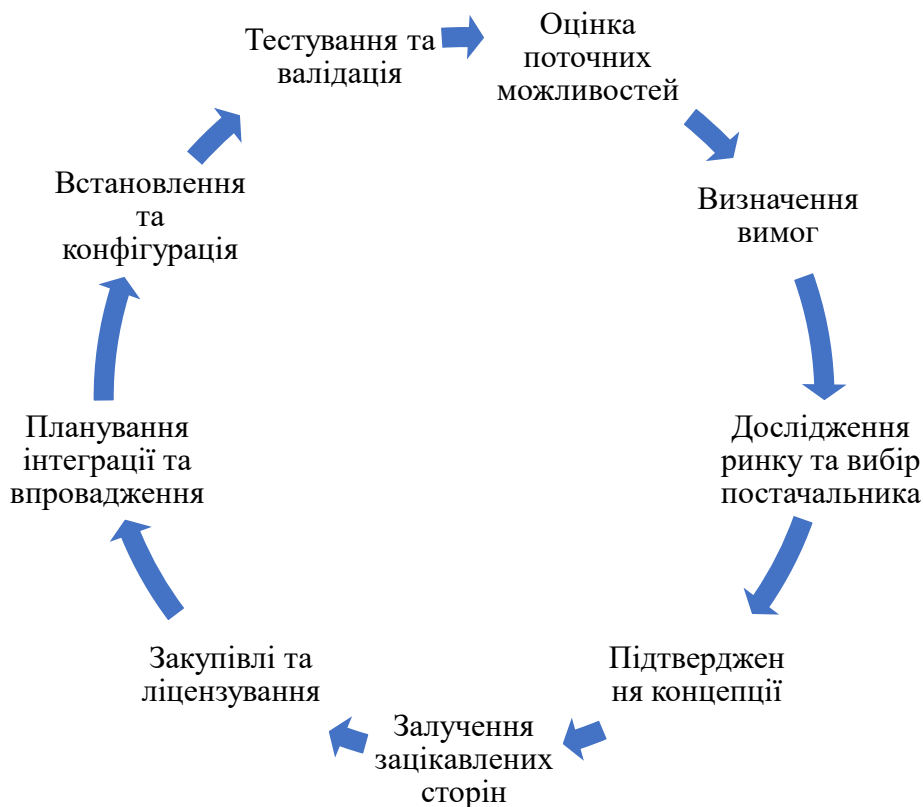 Оцінка
поточних
можливостей
Визначення
вимог
Дослідження
ринку та вибір
постачальника
Підтверджен
ня концепції
Залучення
зацікавлених
сторін
Закупівлі та
ліцензування
Планування
інтеграції та
впровадження
Встановлення
та
конфігурація
Тестування та
валідація